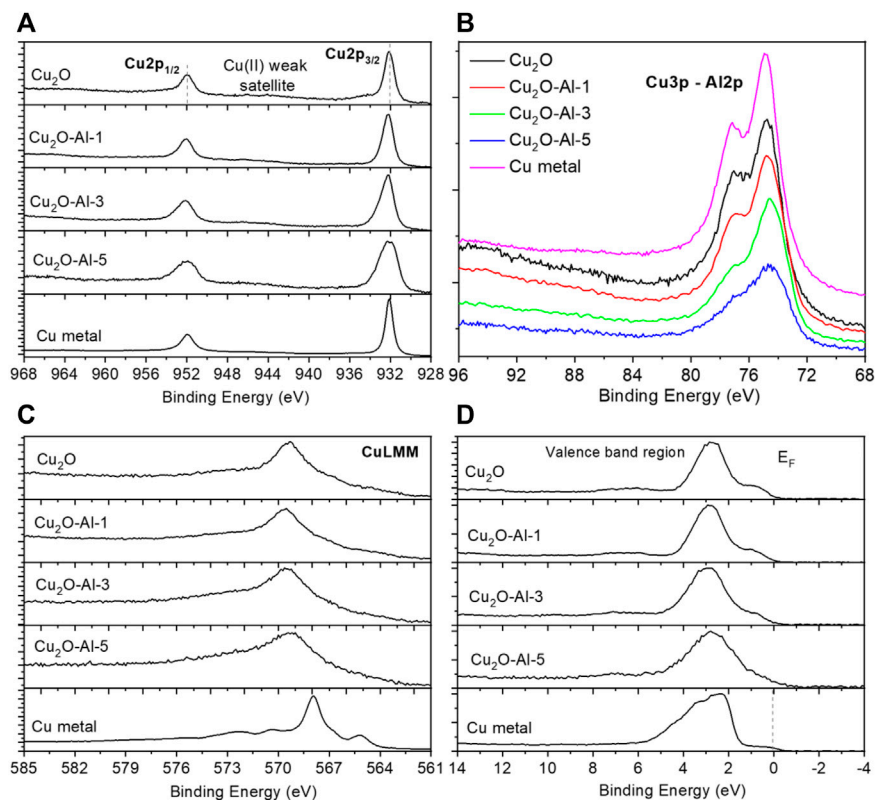 A
Cu2p1/2
Cu(II) weak
satellite
Cu2p3/2
Cu2O
Cu2O-Al-1
Cu2O-Al-3
Cu2O-Al-5
Cu metal
968 964 960 956 952 948 944 940 936 932 928
Binding Energy (eV)
B
Cu2O
Cu2O-Al-1
Cu2O-Al-3
Cu2O-Al-5
Cu metal
Cu3p - Al2p
96 92 88 84 80 76 72 68
Binding Energy (eV)
C
CuLMM
Cu2O
Cu2O-Al-1
Cu2O-Al-3
Cu2O-Al-5
Cu metal
585 582 579 576 573 570 567 564 561
Binding Energy (eV)
D
Valence band region
EF
Cu2O
Cu2O-Al-1
Cu2O-Al-3
Cu2O-Al-5
Cu metal
14 12 10 8 6 4 2 0 -2 -4
Binding Energy (eV)